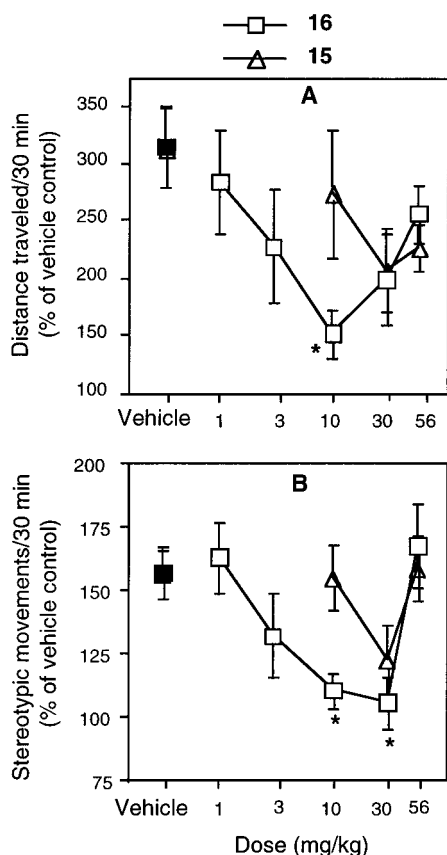 16
15
A
Distance traveled/30 min
(% of vehicle control)
350
300
250
200
150
100
*
Vehicle 1 3 10 30 56
B
Stereotypic movements/30 min
(% of vehicle control)
200
175
150
125
100
75
* *
Vehicle 1 3 10 30 56
Dose (mg/kg)